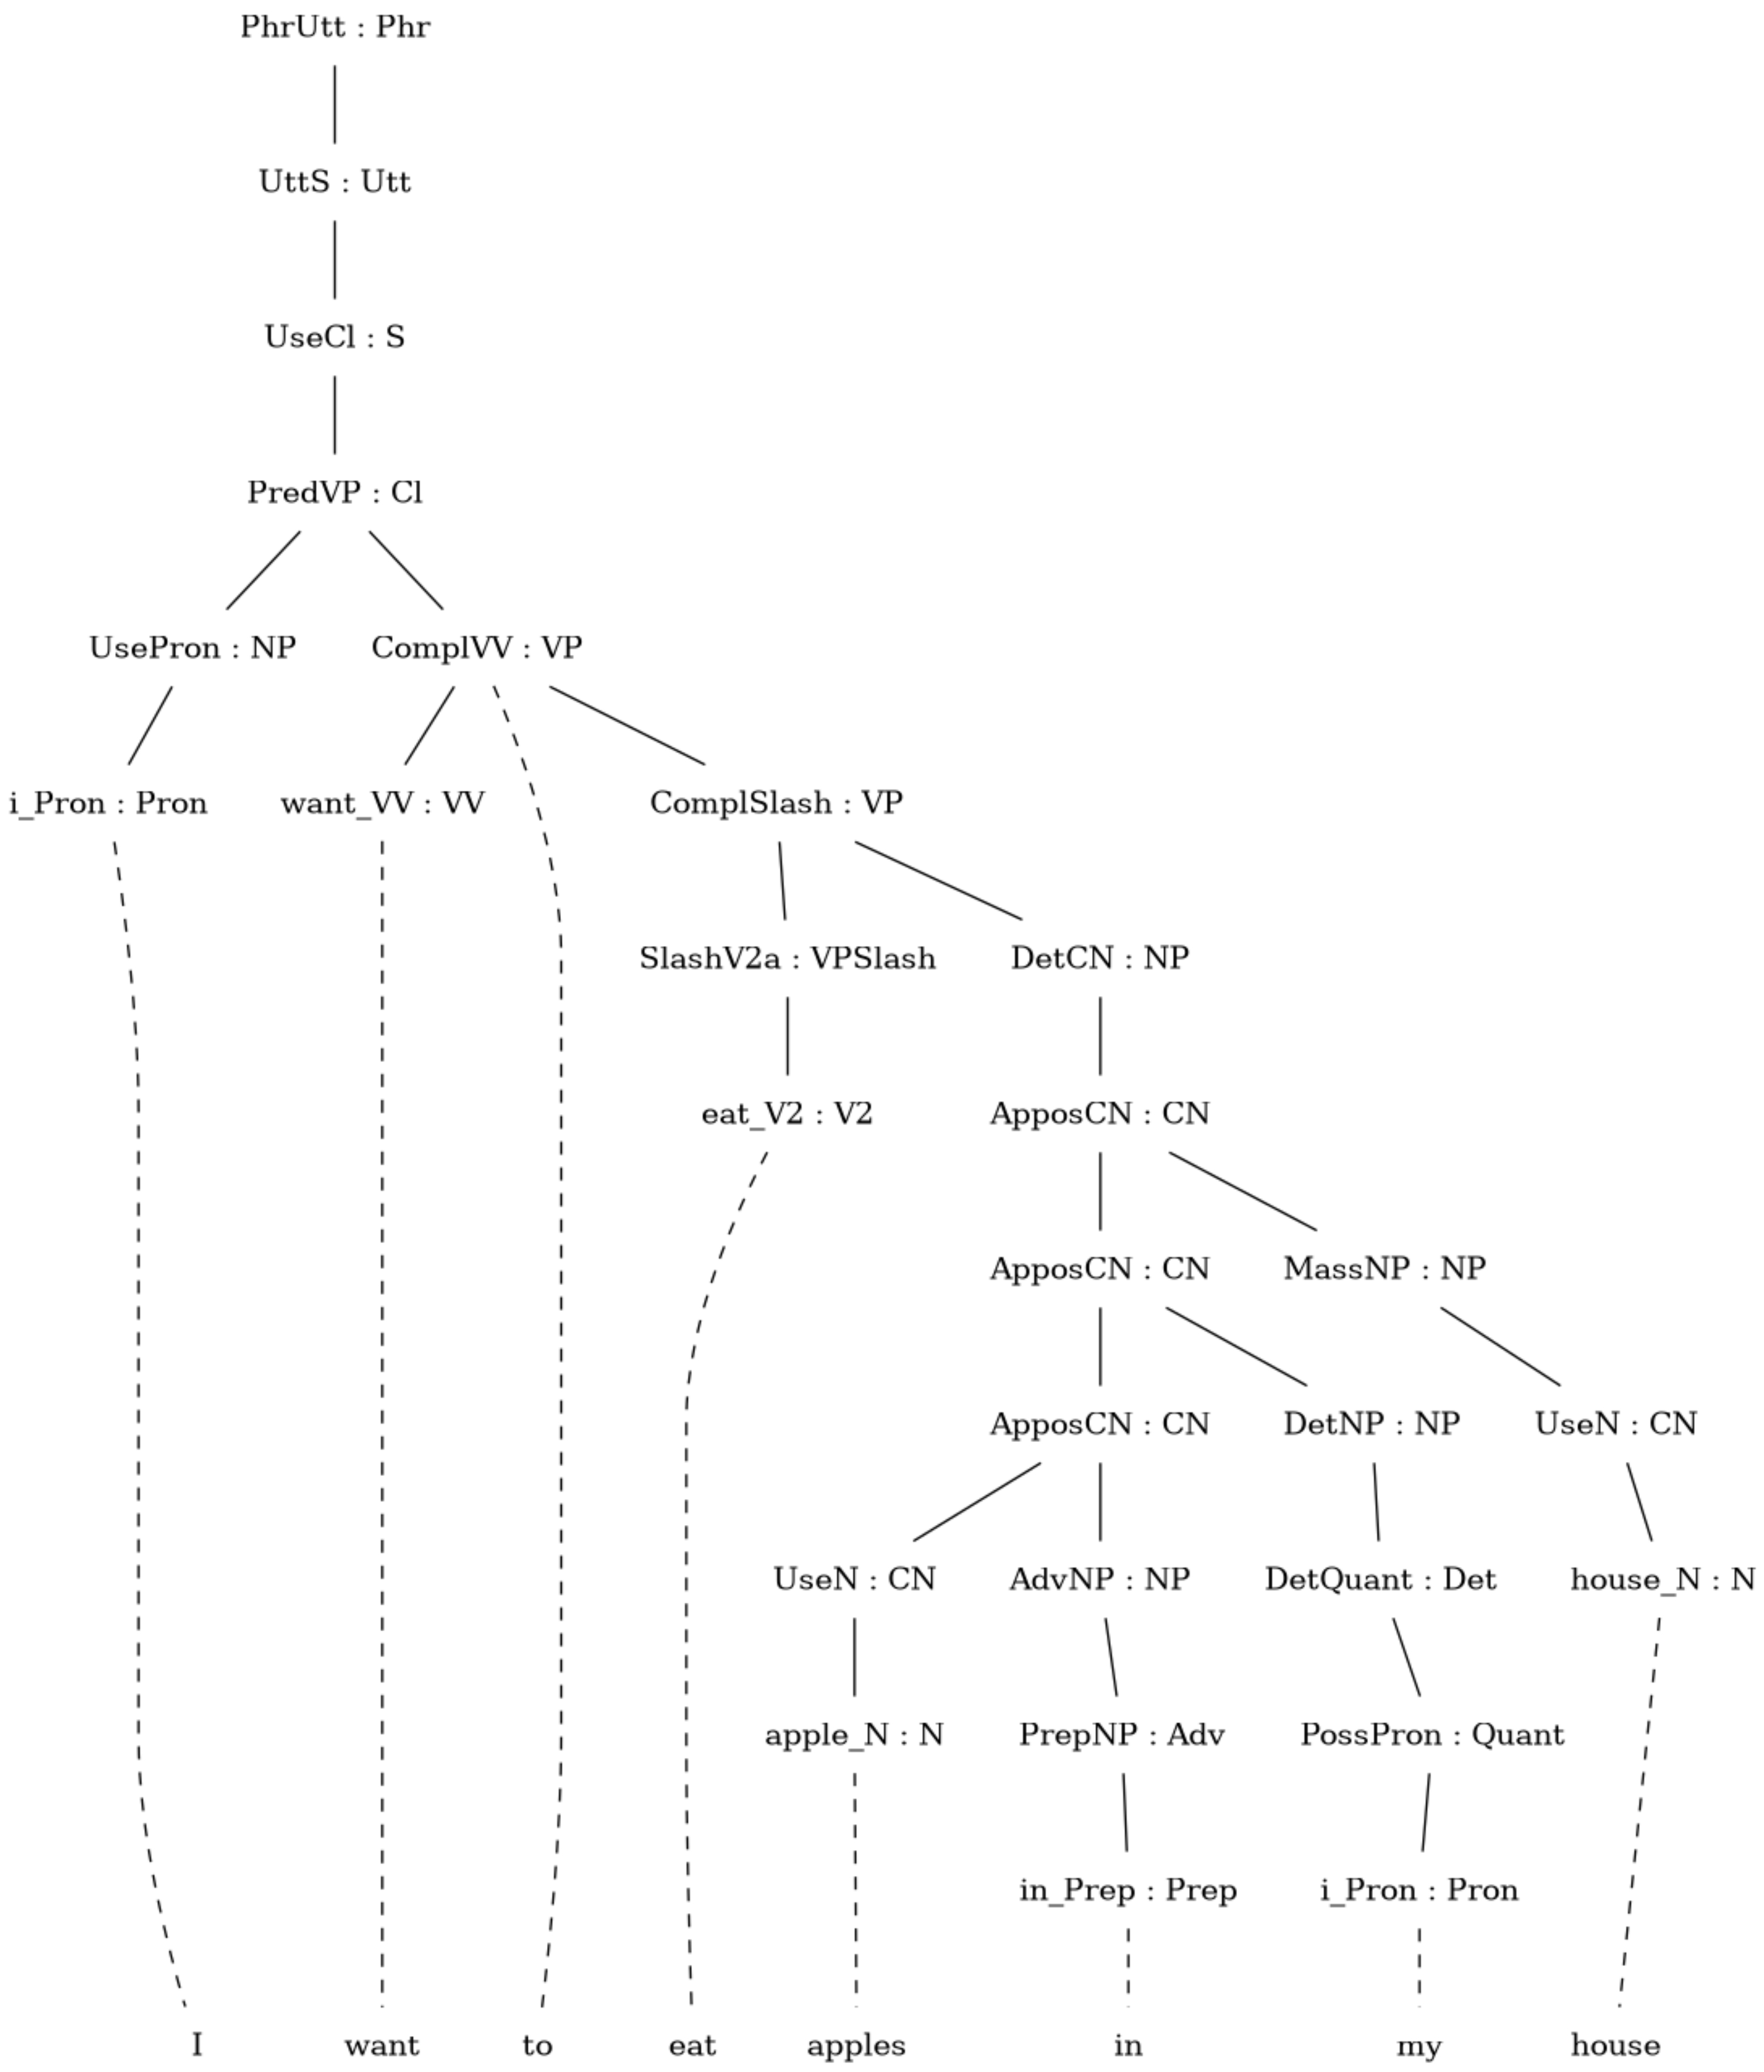 PhrUtt : Phr
UttS : Utt
UseCl : S
PredVP : Cl
UsePron : NP ComplVV : VP
i_Pron : Pron want_VV : VV ComplSlash : VP
SlashV2a : VPSlash DetCN : NP
eat_V2 : V2 ApposCN : CN
ApposCN : CN MassNP : NP
ApposCN : CN DetNP : NP UseN : CN
UseN : CN AdvNP : NP DetQuant : Det house_N : N
apple_N : N PrepNP : Adv PossPron : Quant
in_Prep : Prep i_Pron : Pron
I want to eat apples in my house